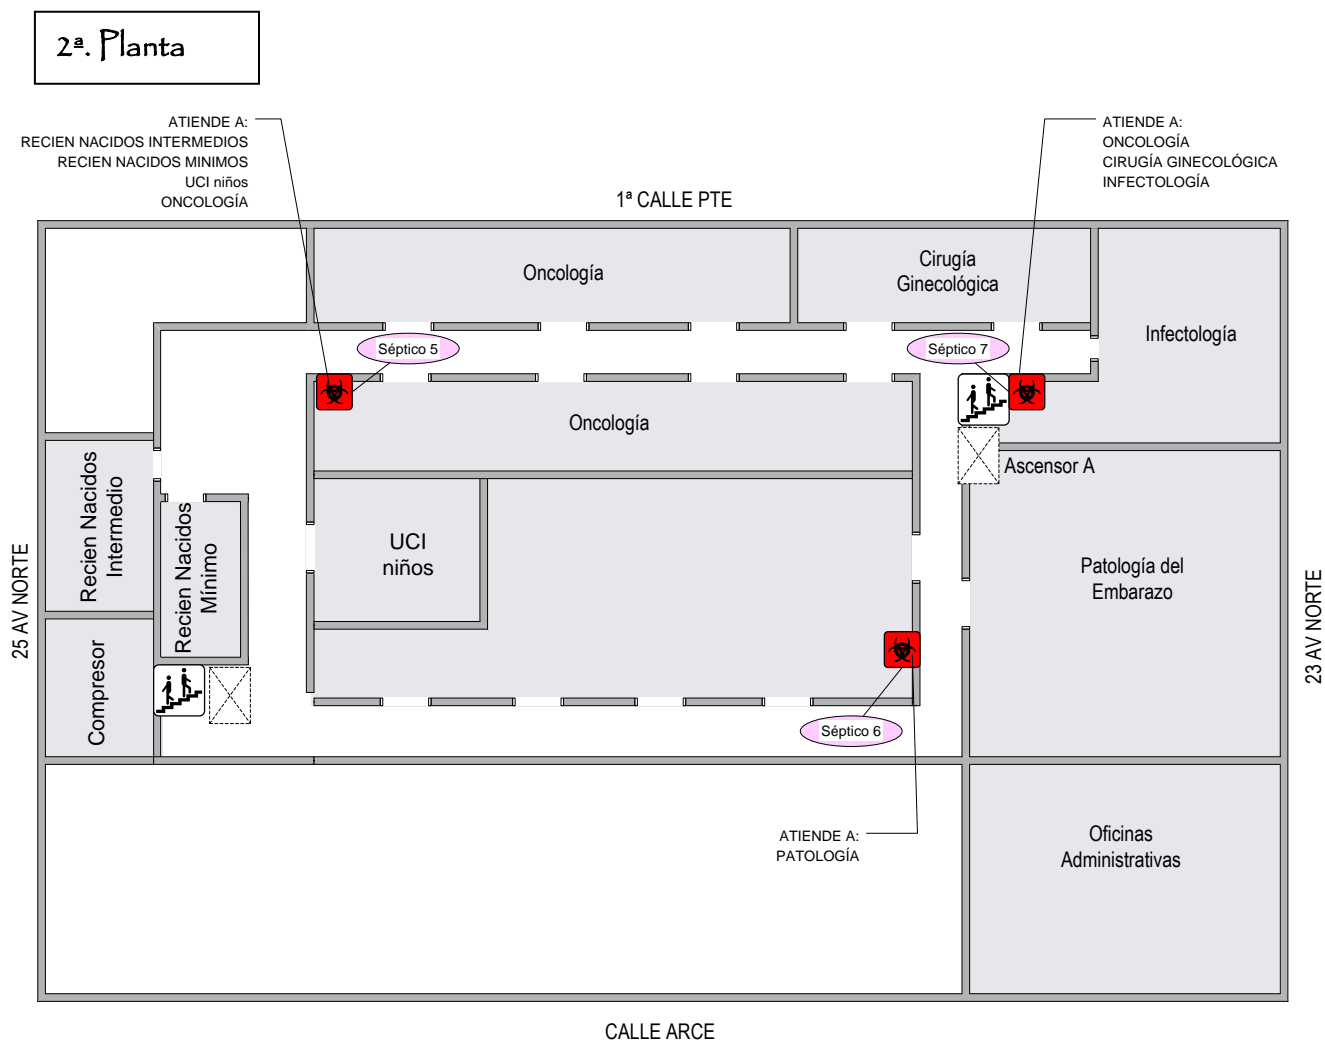 2ª. Planta
ATIENDE A:
RECIEN NACIDOS INTERMEDIOS
RECIEN NACIDOS MINIMOS
UCI niños
ONCOLOGÍA
ATIENDE A:
ONCOLOGÍA
CIRUGÍA GINECOLÓGICA
INFECTOLOGÍA
1ª CALLE PTE
Oncología
Cirugía
Ginecológica
Infectología
Séptico 5
Séptico 7
Oncología
Ascensor A
Recien Nacidos
Intermedio
Recien Nacidos
Mínimo
UCI
niños
Patología del
Embarazo
25 AV NORTE
23 AV NORTE
Compresor
Séptico 6
ATIENDE A:
PATOLOGÍA
Oficinas
Administrativas
CALLE ARCE